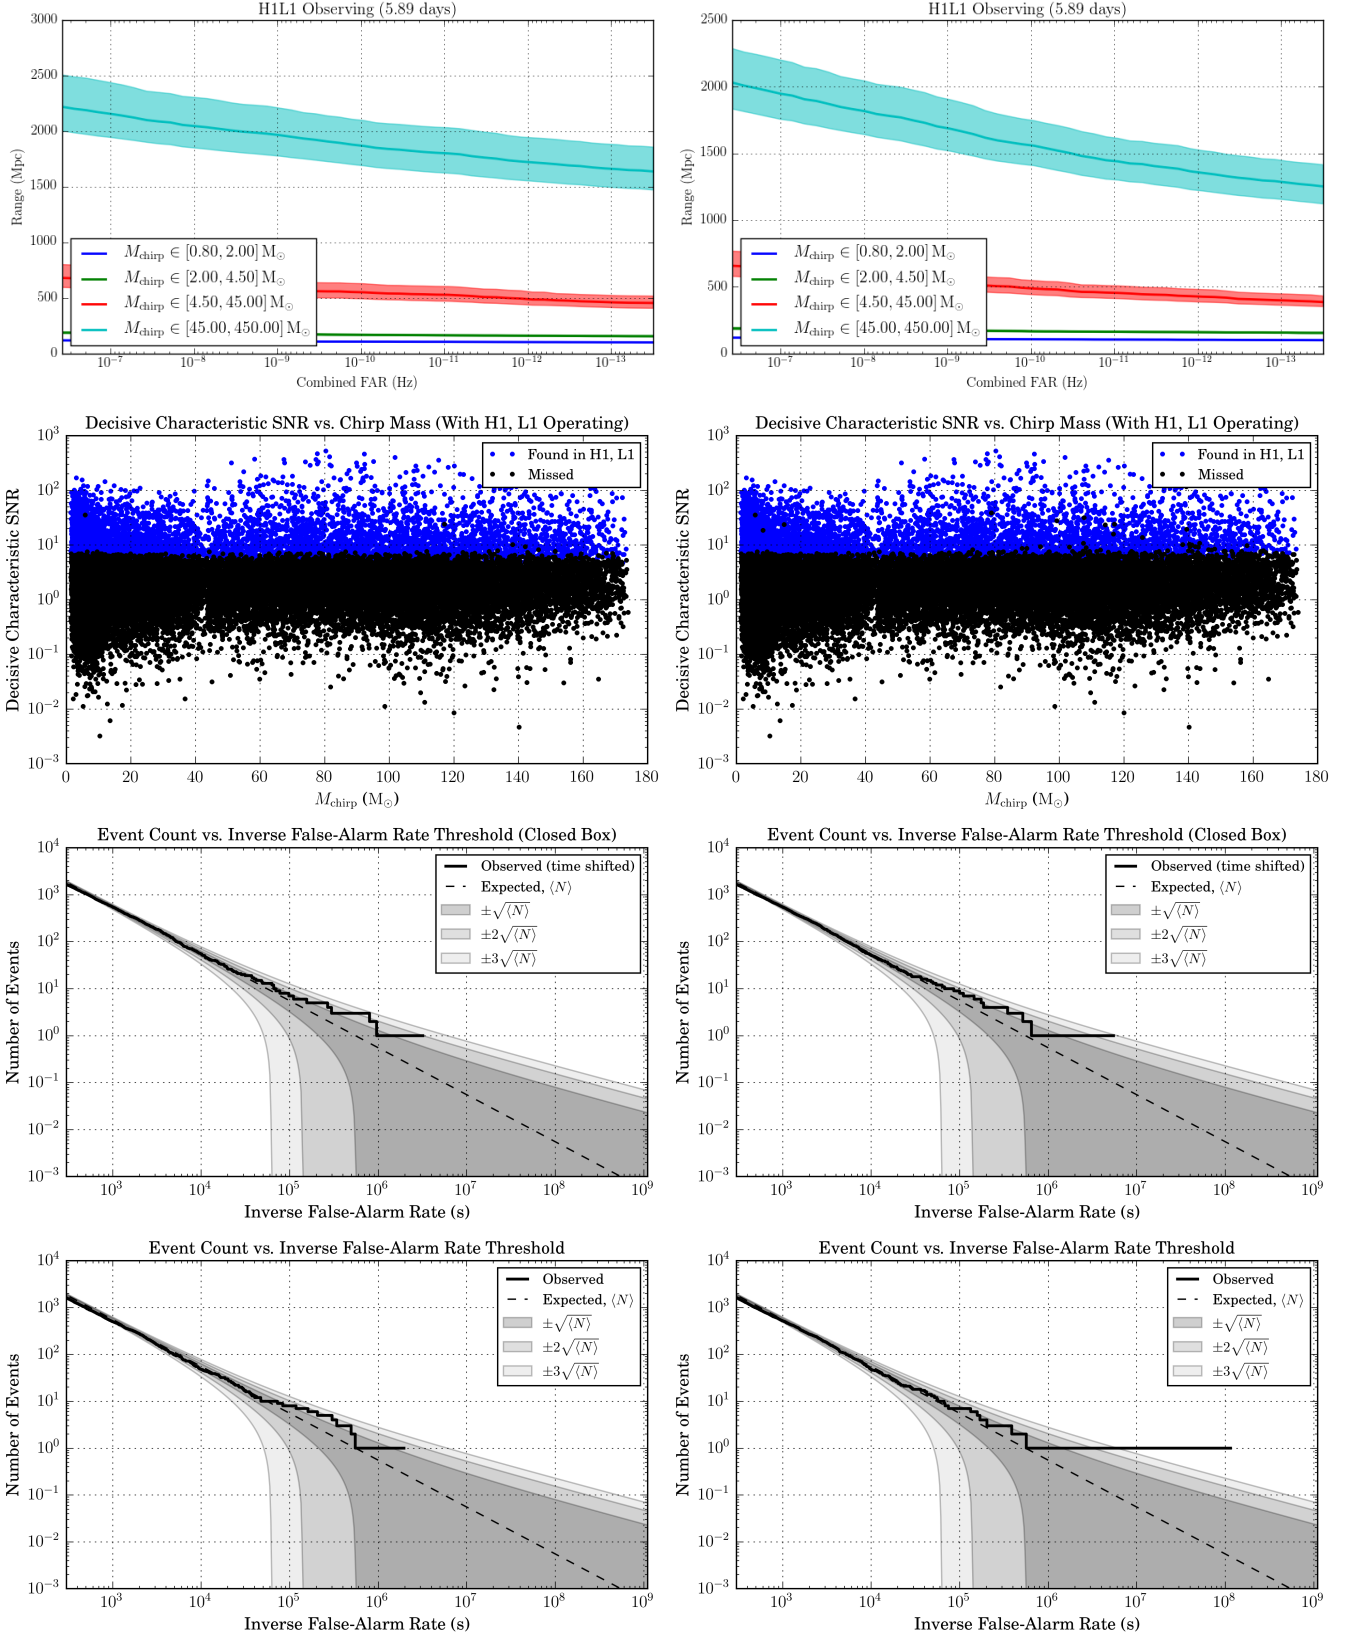 H1L1 Observing (5.89 days)
3000
2500
2000
1500
1000
500
0
Range (Mpc)
M_chirp ∈ [0.80, 2.00] M_⊙
M_chirp ∈ [2.00, 4.50] M_⊙
M_chirp ∈ [4.50, 45.00] M_⊙
M_chirp ∈ [45.00, 450.00] M_⊙
10^−7 10^−8 10^−9 10^−10 10^−11 10^−12 10^−13
Combined FAR (Hz)
H1L1 Observing (5.89 days)
2500
2000
1500
1000
500
0
Range (Mpc)
M_chirp ∈ [0.80, 2.00] M_⊙
M_chirp ∈ [2.00, 4.50] M_⊙
M_chirp ∈ [4.50, 45.00] M_⊙
M_chirp ∈ [45.00, 450.00] M_⊙
10^−7 10^−8 10^−9 10^−10 10^−11 10^−12 10^−13
Combined FAR (Hz)
Decisive Characteristic SNR vs. Chirp Mass (With H1, L1 Operating)
10^3
10^2
10^1
10^0
10^−1
10^−2
10^−3
Decisive Characteristic SNR
Found in H1, L1
Missed
0 20 40 60 80 100 120 140 160 180
M_chirp (M_⊙)
Decisive Characteristic SNR vs. Chirp Mass (With H1, L1 Operating)
10^3
10^2
10^1
10^0
10^−1
10^−2
10^−3
Decisive Characteristic SNR
Found in H1, L1
Missed
0 20 40 60 80 100 120 140 160 180
M_chirp (M_⊙)
Event Count vs. Inverse False-Alarm Rate Threshold (Closed Box)
10^4
10^3
10^2
10^1
10^0
10^−1
10^−2
10^−3
Number of Events
Observed (time shifted)
Expected, ⟨N⟩
±√⟨N⟩
±2√⟨N⟩
±3√⟨N⟩
10^3 10^4 10^5 10^6 10^7 10^8 10^9
Inverse False-Alarm Rate (s)
Event Count vs. Inverse False-Alarm Rate Threshold (Closed Box)
10^4
10^3
10^2
10^1
10^0
10^−1
10^−2
10^−3
Number of Events
Observed (time shifted)
Expected, ⟨N⟩
±√⟨N⟩
±2√⟨N⟩
±3√⟨N⟩
10^3 10^4 10^5 10^6 10^7 10^8 10^9
Inverse False-Alarm Rate (s)
Event Count vs. Inverse False-Alarm Rate Threshold
10^4
10^3
10^2
10^1
10^0
10^−1
10^−2
10^−3
Number of Events
Observed
Expected, ⟨N⟩
±√⟨N⟩
±2√⟨N⟩
±3√⟨N⟩
10^3 10^4 10^5 10^6 10^7 10^8 10^9
Inverse False-Alarm Rate (s)
Event Count vs. Inverse False-Alarm Rate Threshold
10^4
10^3
10^2
10^1
10^0
10^−1
10^−2
10^−3
Number of Events
Observed
Expected, ⟨N⟩
±√⟨N⟩
±2√⟨N⟩
±3√⟨N⟩
10^3 10^4 10^5 10^6 10^7 10^8 10^9
Inverse False-Alarm Rate (s)